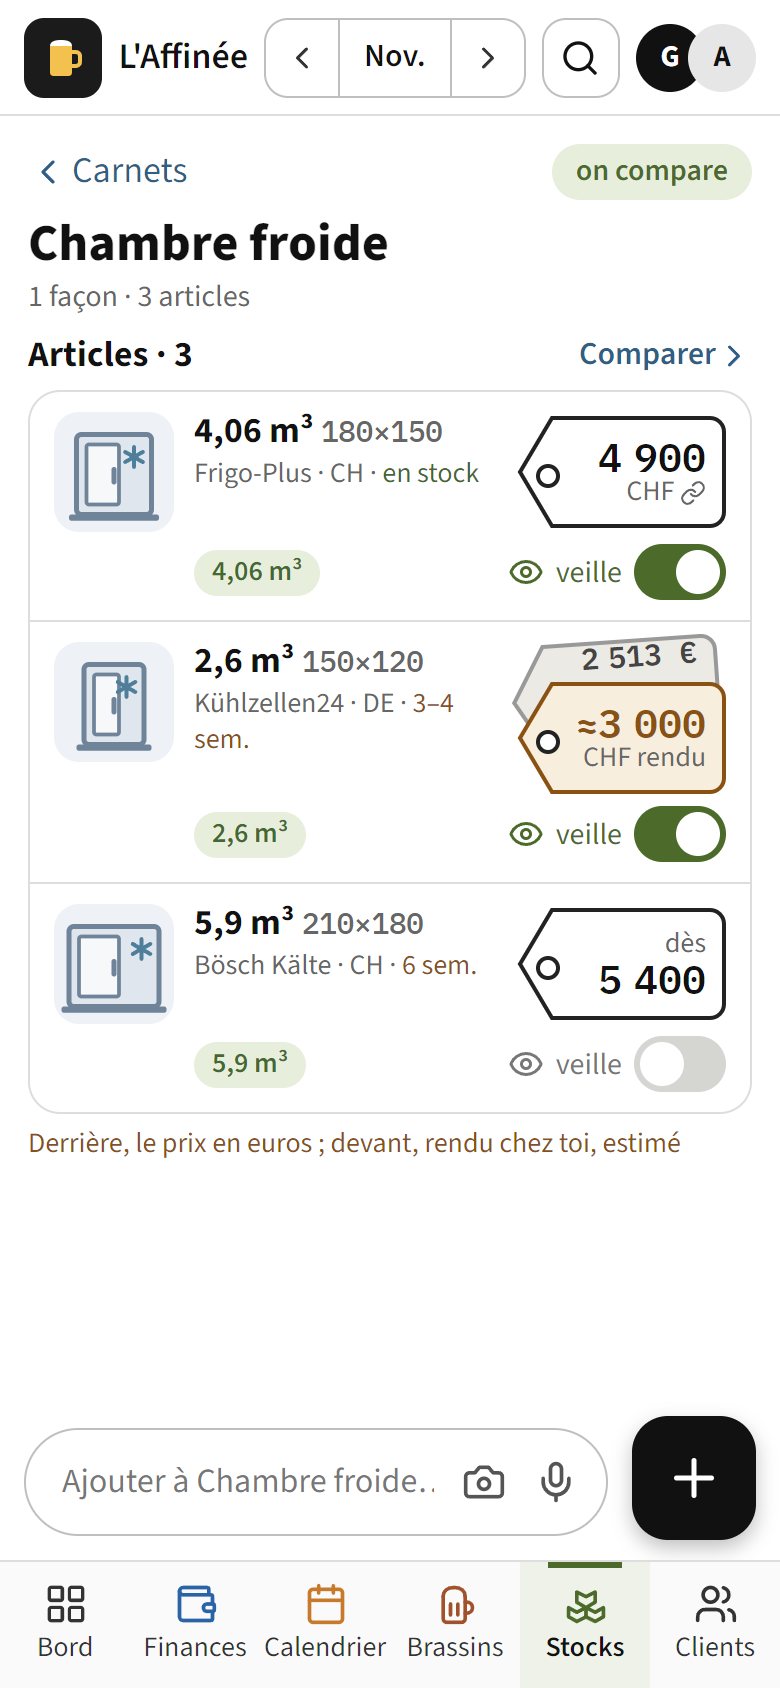 L'Affinée
Nov.
G
A
Carnets
on compare
Chambre froide
1 façon · 3 articles
Articles · 3
Comparer
4,06 m³ 180×150
Frigo-Plus · CH · en stock
4 900
CHF
4,06 m³
veille
2,6 m³ 150×120
Kühlzellen24 · DE · 3–4
sem.
2 513 €
≈3 000
CHF rendu
2,6 m³
veille
5,9 m³ 210×180
Bösch Kälte · CH · 6 sem.
dès
5 400
5,9 m³
veille
Derrière, le prix en euros ; devant, rendu chez toi, estimé
Ajouter à Chambre froide..
Bord
Finances
Calendrier
Brassins
Stocks
Clients